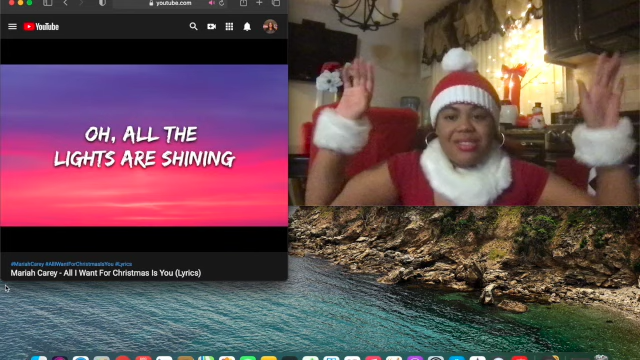 youtube.com
YouTube
OH, ALL THE
LIGHTS ARE SHINING
#MariahCarey #AllIWantForChristmasIsYou #Lyrics
Mariah Carey - All I Want For Christmas Is You (Lyrics)